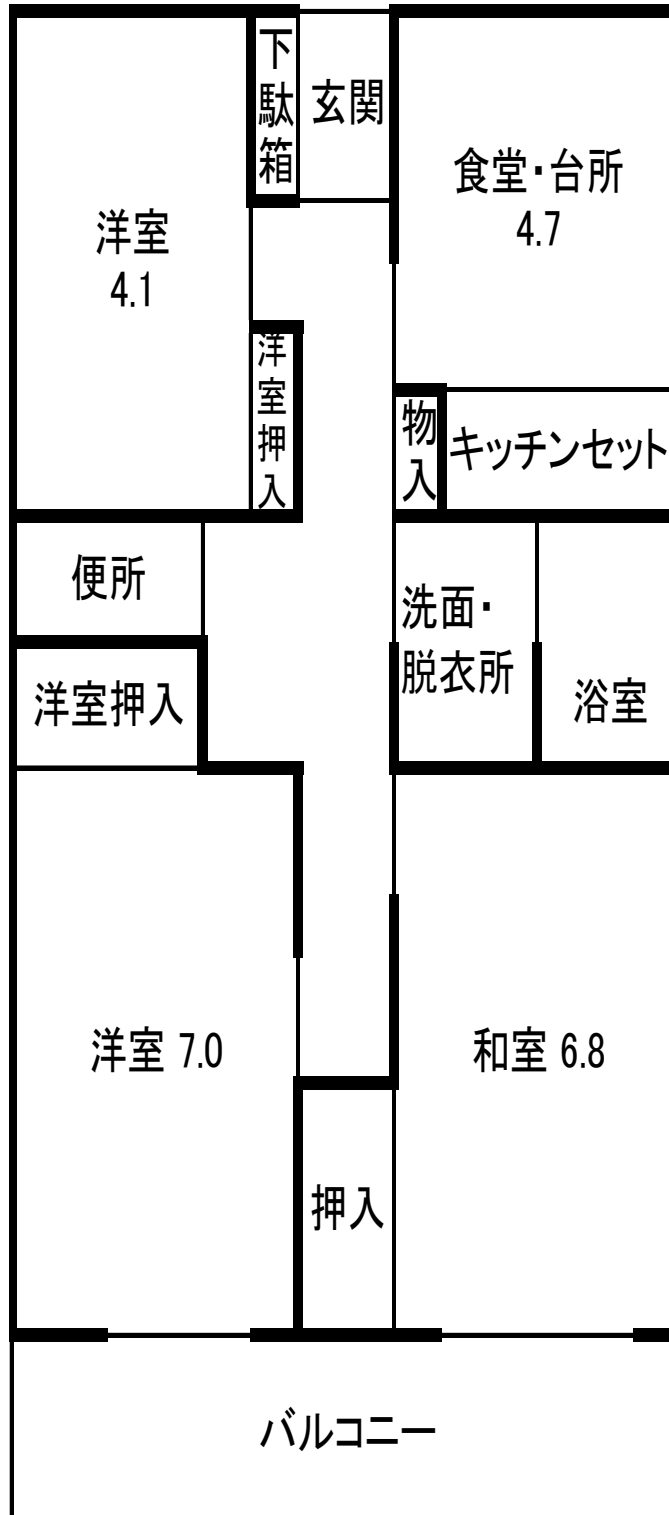 下駄箱
玄関
洋室
4.1
食堂・台所
4.7
洋室押入
物入
キッチンセット
便所
洗面・
脱衣所
浴室
洋室押入
洋室 7.0
和室 6.8
押入
バルコニー